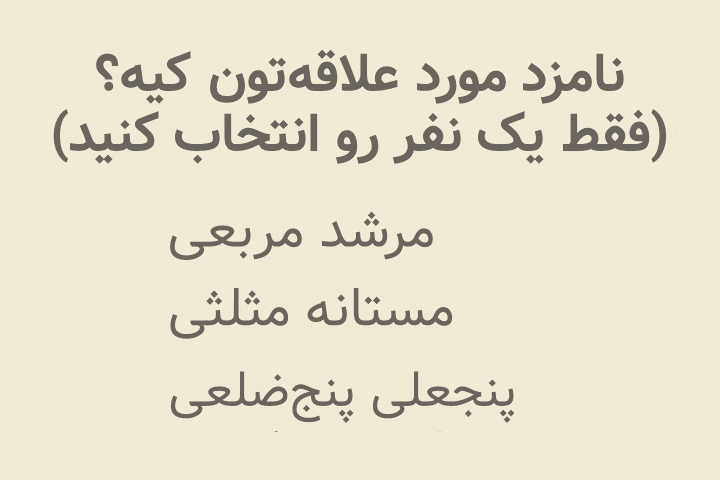 نامزد مورد علاقه‌تون کیه؟
(فقط یک نفر رو انتخاب کنید)
مرشد مربعی
مستانه مثلثی
پنجعلی پنج‌ضلعی